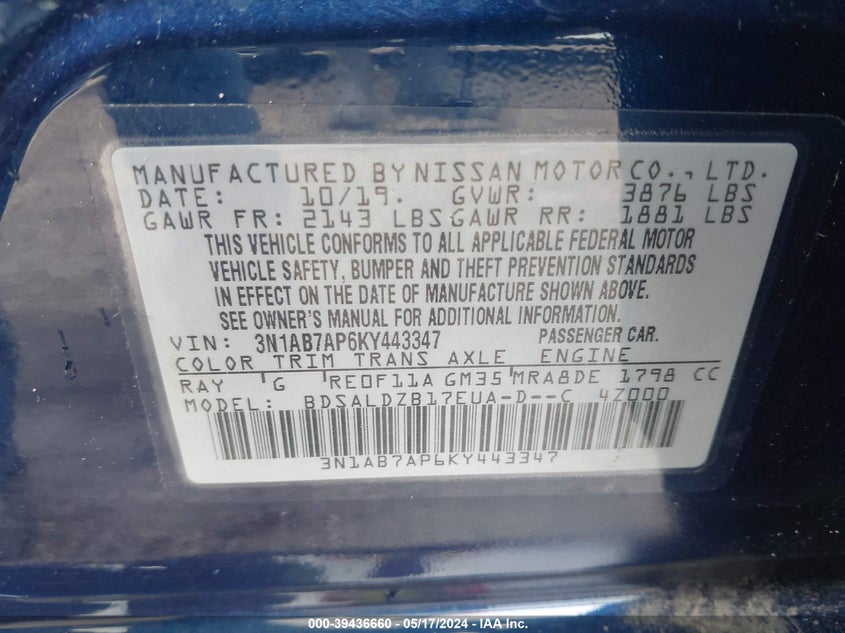 MANUFACTURED BY NISSAN MOTOR CO., LTD.
DATE: 10/19. GVWR: 3876 LBS
GAWR FR: 2143 LBS GAWR RR: 1881 LBS
THIS VEHICLE CONFORMS TO ALL APPLICABLE FEDERAL MOTOR
VEHICLE SAFETY, BUMPER AND THEFT PREVENTION STANDARDS
IN EFFECT ON THE DATE OF MANUFACTURE SHOWN ABOVE.
SEE OWNER'S MANUAL FOR ADDITIONAL INFORMATION.
VIN: 3N1AB7AP6KY443347 PASSENGER CAR.
COLOR TRIM TRANS AXLE ENGINE
RAY G RE0F11A GM35 MRA8DE 1798 CC
MODEL: BDSALDZB17EUA-D--C 4Z000
3N1AB7AP6KY443347
000-39436660 - 05/17/2024 - IAA Inc.